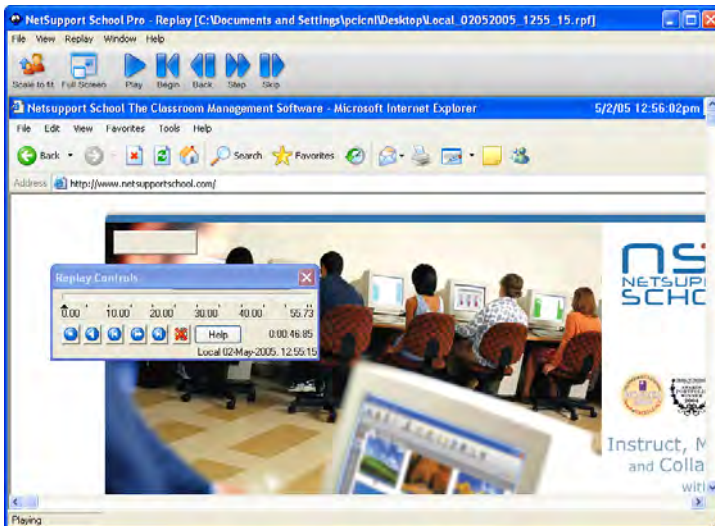 NetSupport School Pro - Replay [C:\Documents and Settings\pcicnl\Desktop\Local_02052005_1255_15.rpf]
File View Replay Window Help
Scale to fit Full Screen Play Begin Back Step Skip
Netsupport School The Classroom Management Software - Microsoft Internet Explorer 5/2/05 12:56:02pm
File Edit View Favorites Tools Help
Back Search Favorites
Address http://www.netsupportschool.com/
Replay Controls
0.00 10.00 20.00 30.00 40.00 55.73
Help 0:00:46.85
Local 02-May-2005, 12:55:15
NS
NETSUPP
SCHO
Instruct, M
and Colla
with
Playing